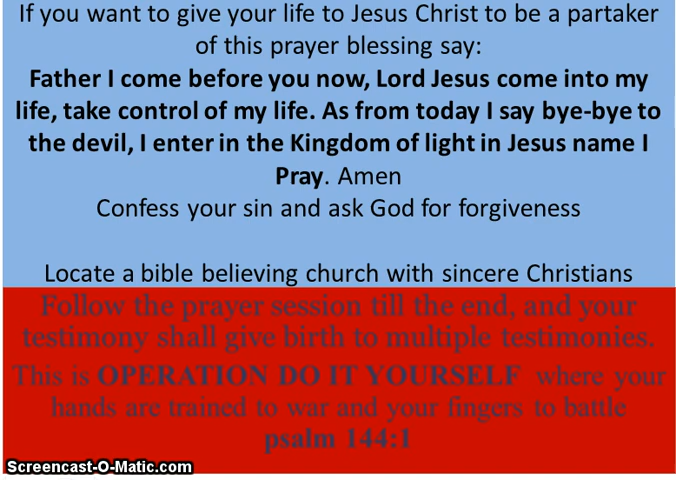 If you want to give your life to Jesus Christ to be a partaker
of this prayer blessing say:
Father I come before you now, Lord Jesus come into my
life, take control of my life. As from today I say bye-bye to
the devil, I enter in the Kingdom of light in Jesus name I
Pray. Amen
Confess your sin and ask God for forgiveness
Locate a bible believing church with sincere Christians
Follow the prayer session till the end, and your
testimony shall give birth to multiple testimonies.
This is OPERATION DO IT YOURSELF where your
hands are trained to war and your fingers to battle
psalm 144:1
Screencast-O-Matic.com